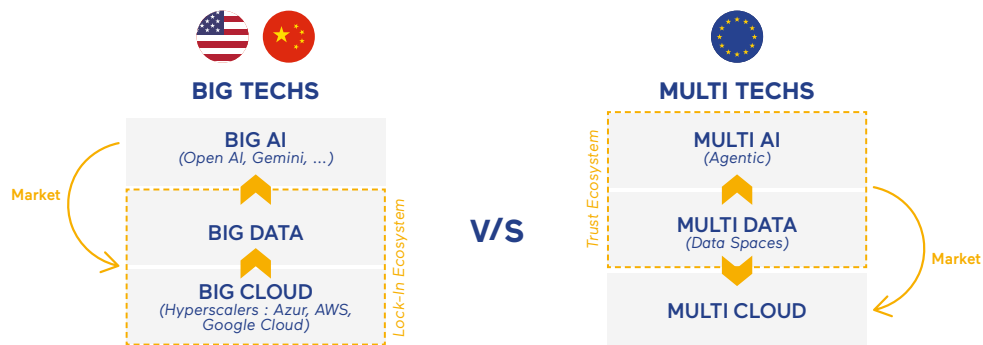 BIG TECHS
BIG AI
(Open AI, Gemini, ...)
Market
BIG DATA
BIG CLOUD
(Hyperscalers : Azur, AWS,
Google Cloud)
Lock-In Ecosystem
V/S
MULTI TECHS
Trust Ecosystem
MULTI AI
(Agentic)
MULTI DATA
(Data Spaces)
Market
MULTI CLOUD